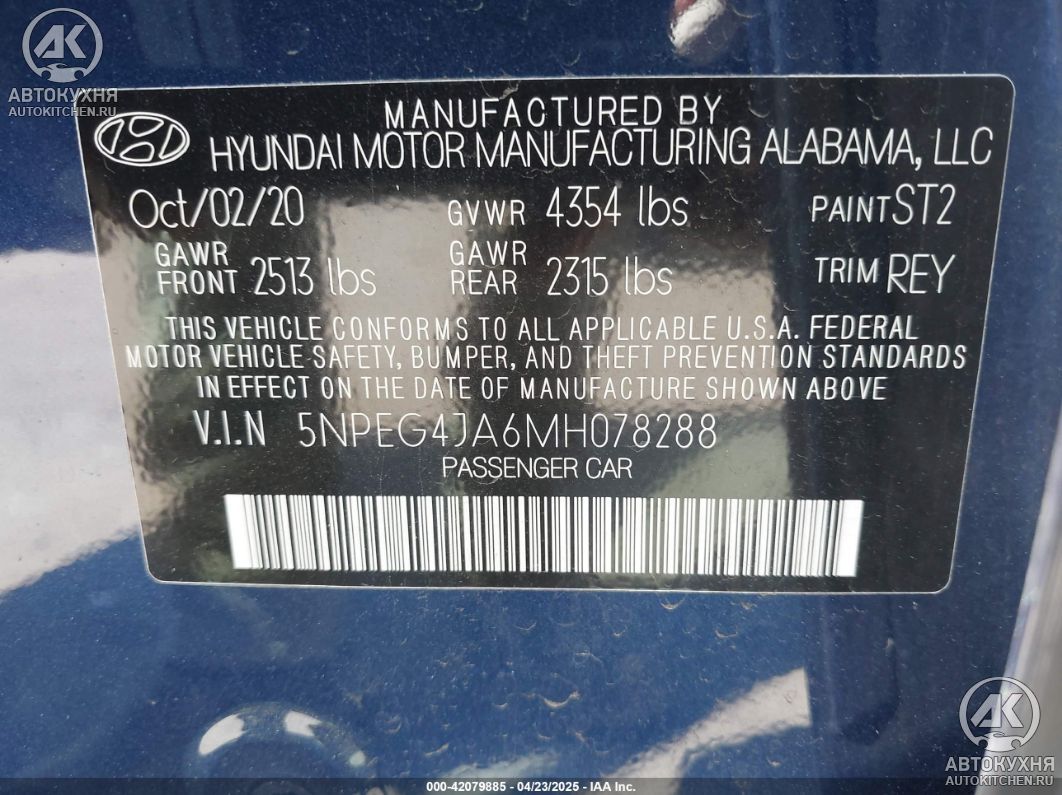 АВТОКУХНЯ
AUTOKITCHEN.RU
MANUFACTURED BY
HYUNDAI MOTOR MANUFACTURING ALABAMA, LLC
Oct/02/20 GVWR 4354 lbs PAINT ST2
GAWR FRONT 2513 lbs GAWR REAR 2315 lbs TRIM REY
THIS VEHICLE CONFORMS TO ALL APPLICABLE U.S.A. FEDERAL
MOTOR VEHICLE SAFETY, BUMPER, AND THEFT PREVENTION STANDARDS
IN EFFECT ON THE DATE OF MANUFACTURE SHOWN ABOVE
V.I.N 5NPEG4JA6MH078288
PASSENGER CAR
АВТОКУХНЯ
AUTOKITCHEN.RU
000-42079885 - 04/23/2025 - IAA Inc.